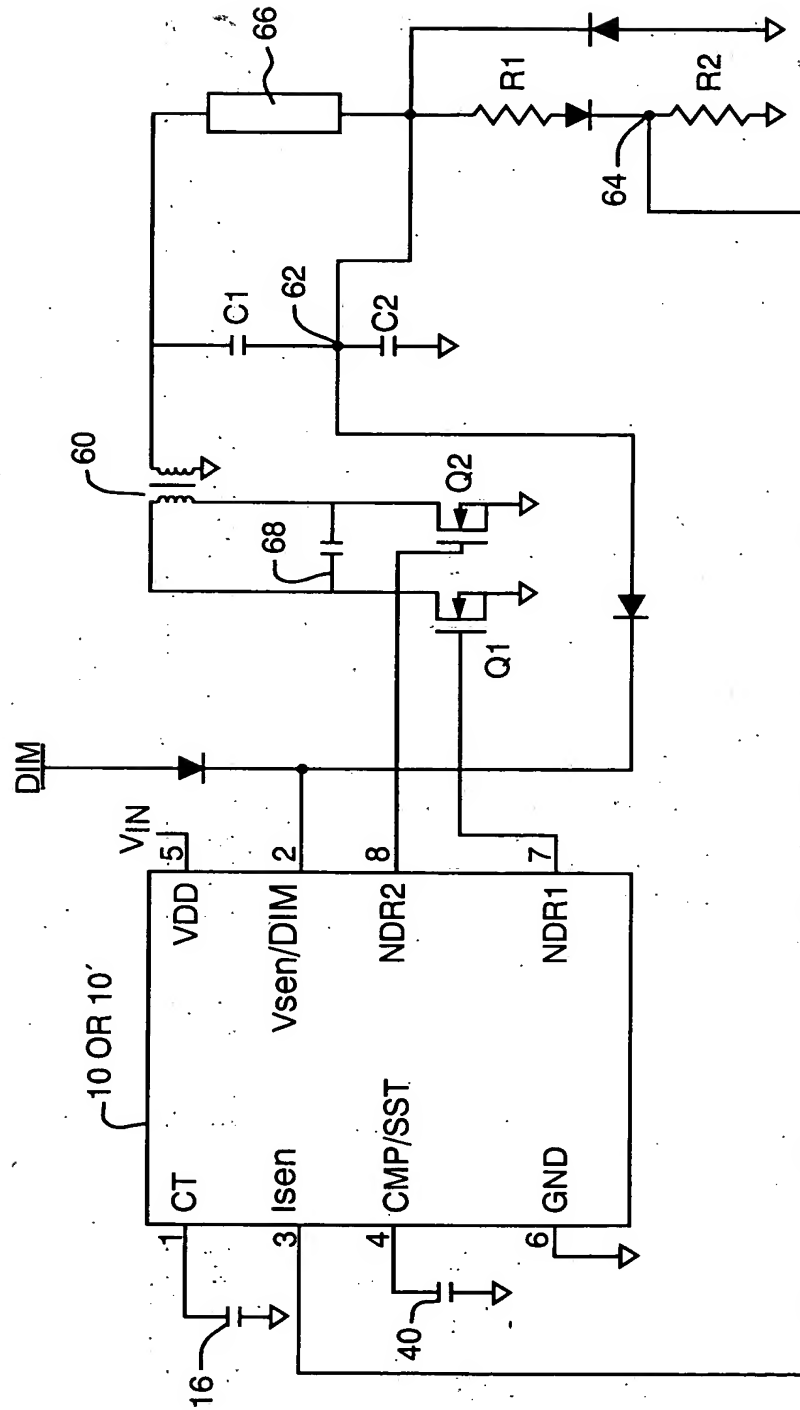 DIM
60
66
10 OR 10′
VIN
5
VDD
CT
1
C1
62
R1
Isen
3
Vsen/DIM
2
68
C2
64
R2
CMP/SST
4
NDR2
8
Q2
16
40
GND
6
NDR1
7
Q1